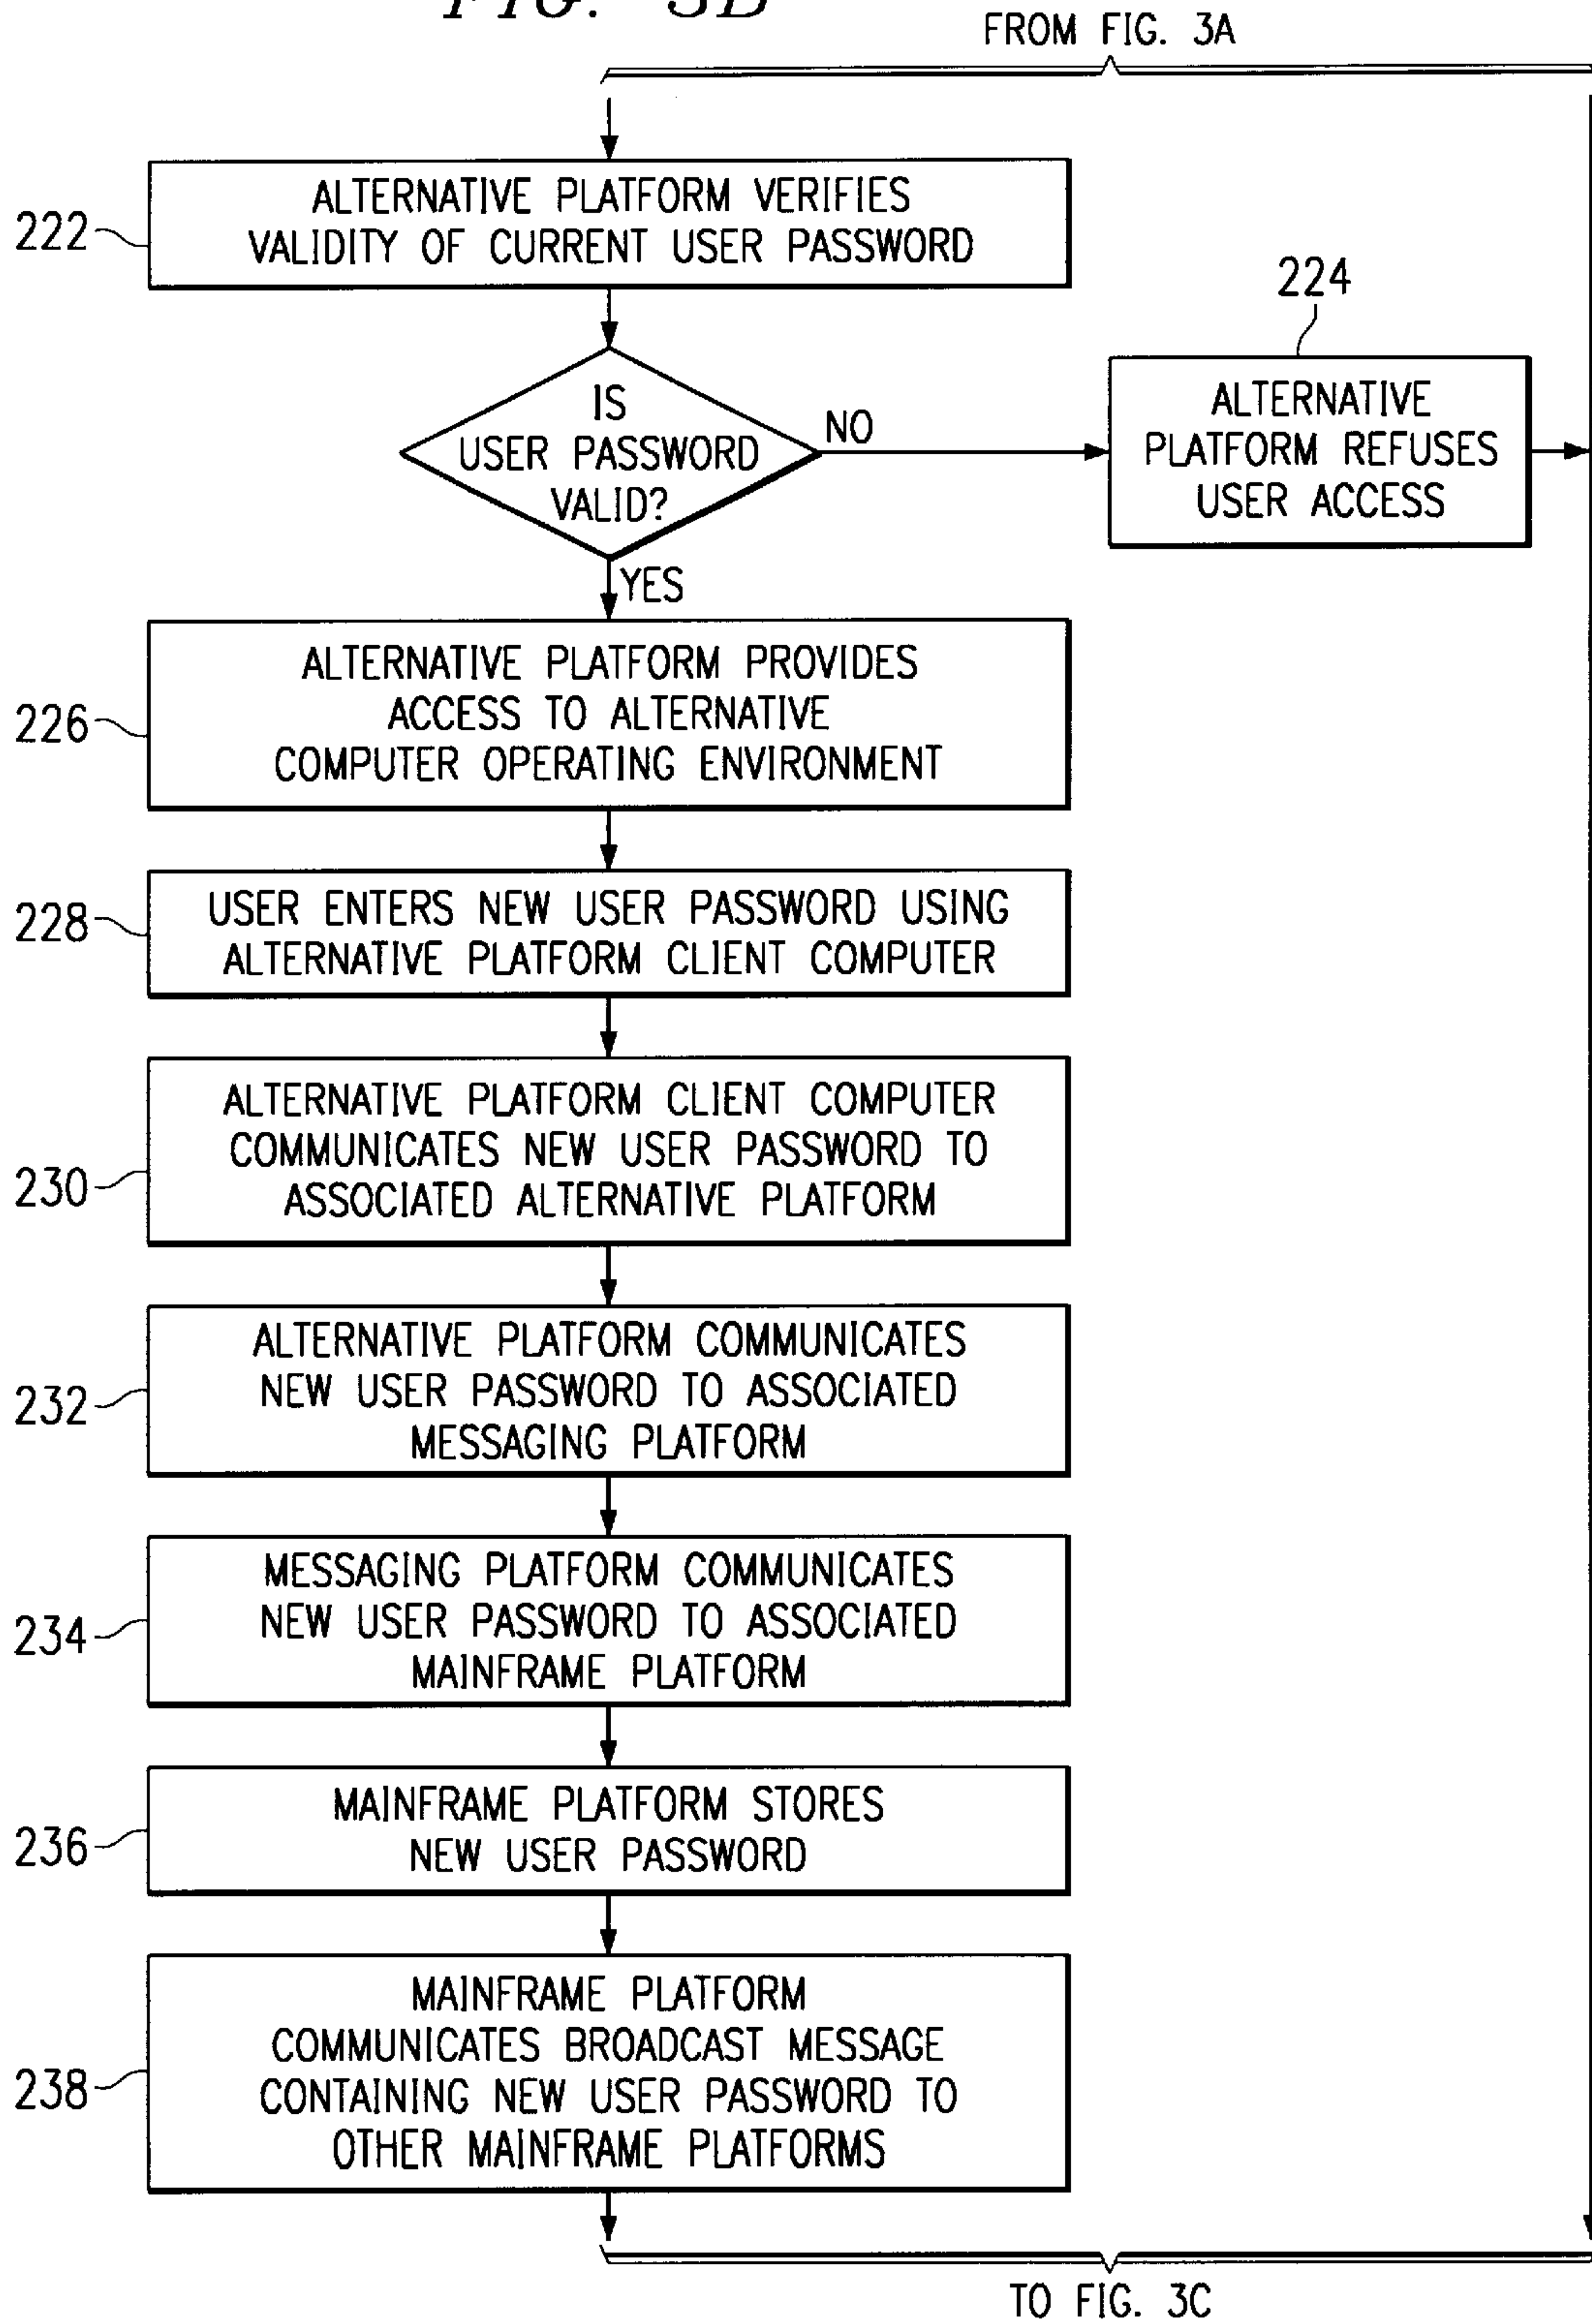 FIG. 3B
FROM FIG. 3A
222
ALTERNATIVE PLATFORM VERIFIES
VALIDITY OF CURRENT USER PASSWORD
224
IS
USER PASSWORD
VALID?
NO
ALTERNATIVE
PLATFORM REFUSES
USER ACCESS
YES
226
ALTERNATIVE PLATFORM PROVIDES
ACCESS TO ALTERNATIVE
COMPUTER OPERATING ENVIRONMENT
228
USER ENTERS NEW USER PASSWORD USING
ALTERNATIVE PLATFORM CLIENT COMPUTER
230
ALTERNATIVE PLATFORM CLIENT COMPUTER
COMMUNICATES NEW USER PASSWORD TO
ASSOCIATED ALTERNATIVE PLATFORM
232
ALTERNATIVE PLATFORM COMMUNICATES
NEW USER PASSWORD TO ASSOCIATED
MESSAGING PLATFORM
234
MESSAGING PLATFORM COMMUNICATES
NEW USER PASSWORD TO ASSOCIATED
MAINFRAME PLATFORM
236
MAINFRAME PLATFORM STORES
NEW USER PASSWORD
238
MAINFRAME PLATFORM
COMMUNICATES BROADCAST MESSAGE
CONTAINING NEW USER PASSWORD TO
OTHER MAINFRAME PLATFORMS
TO FIG. 3C